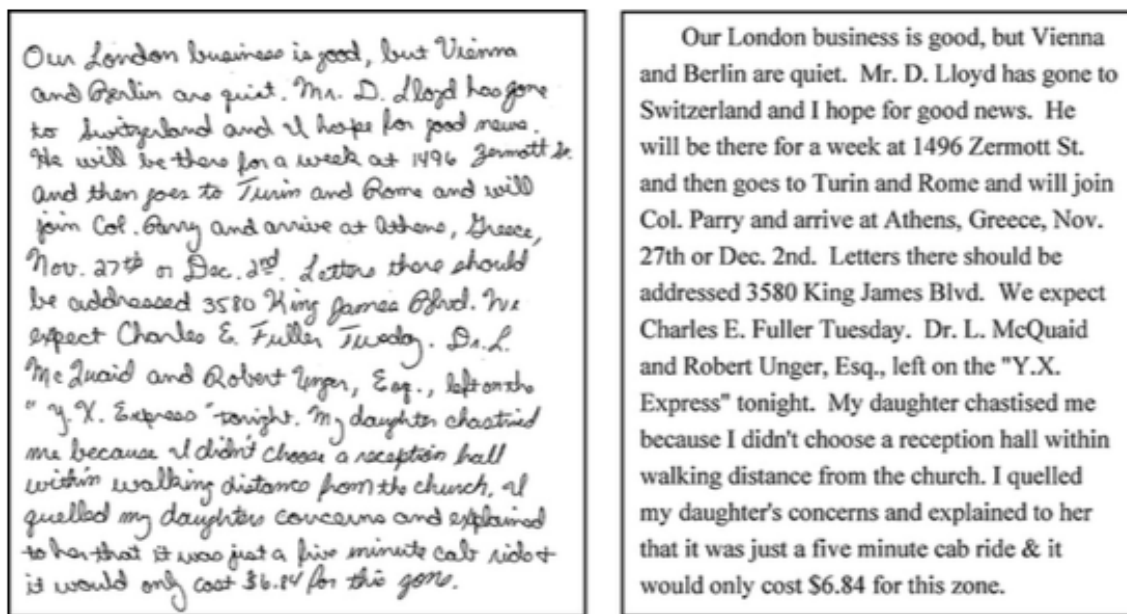 Our London business is good, but Vienna
and Berlin are quiet. Mr. D. Lloyd has gone
to Switzerland and I hope for good news.
He will be there for a week at 1496 Zermott St.
and then goes to Turin and Rome and will
join Col. Parry and arrive at Athens, Greece,
Nov. 27th or Dec. 2nd. Letters there should
be addressed 3580 King James Blvd. We
expect Charles E. Fuller Tuesday. Dr. L.
McQuaid and Robert Unger, Esq., left on the
"Y. X. Express" tonight. My daughter chastised
me because I didn't choose a reception hall
within walking distance from the church. I
quelled my daughters concerns and explained
to her that it was just a five minute cab ride &
it would only cost $6.84 for this zone.
Our London business is good, but Vienna
and Berlin are quiet. Mr. D. Lloyd has gone to
Switzerland and I hope for good news. He
will be there for a week at 1496 Zermott St.
and then goes to Turin and Rome and will join
Col. Parry and arrive at Athens, Greece, Nov.
27th or Dec. 2nd. Letters there should be
addressed 3580 King James Blvd. We expect
Charles E. Fuller Tuesday. Dr. L. McQuaid
and Robert Unger, Esq., left on the "Y.X.
Express" tonight. My daughter chastised me
because I didn't choose a reception hall within
walking distance from the church. I quelled
my daughter's concerns and explained to her
that it was just a five minute cab ride & it
would only cost $6.84 for this zone.